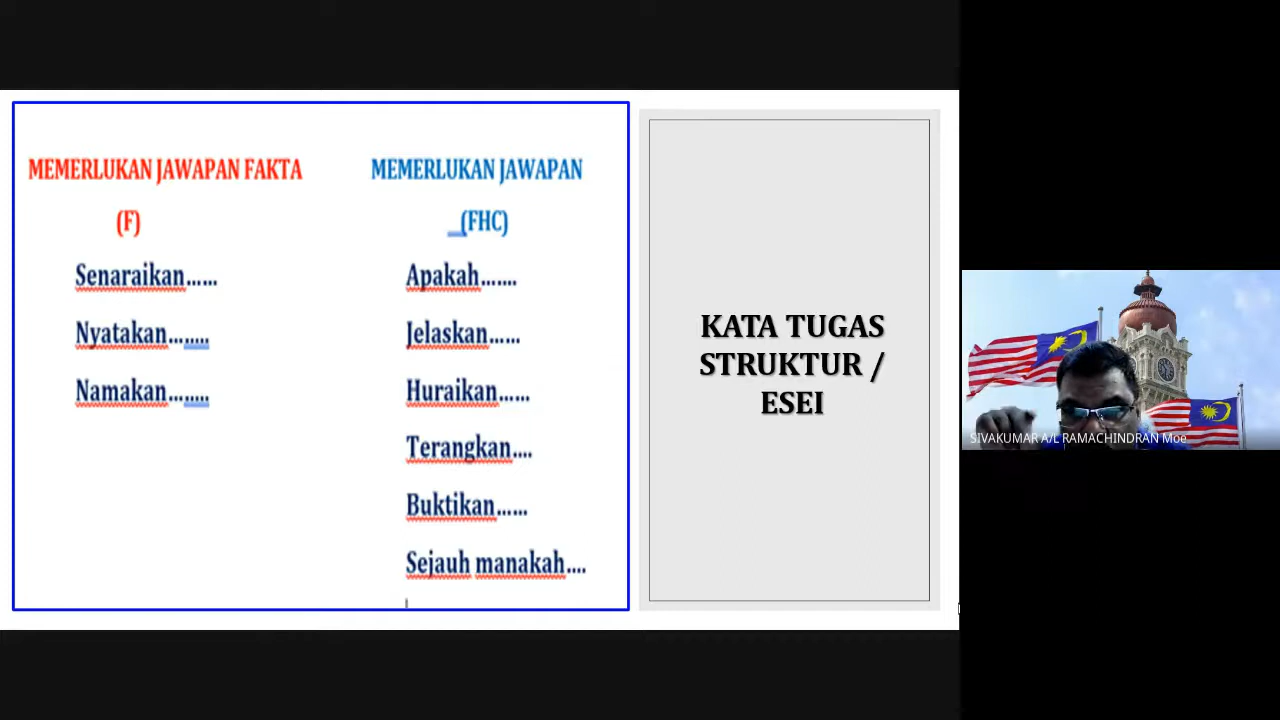 MEMERLUKAN JAWAPAN FAKTA
(F)
Senaraikan......
Nyatakan........
Namakan........
MEMERLUKAN JAWAPAN
__(FHC)
Apakah.......
Jelaskan......
Huraikan......
Terangkan....
Buktikan......
Sejauh manakah....
KATA TUGAS
STRUKTUR /
ESEI
SIVAKUMAR A/L RAMACHINDRAN Moe